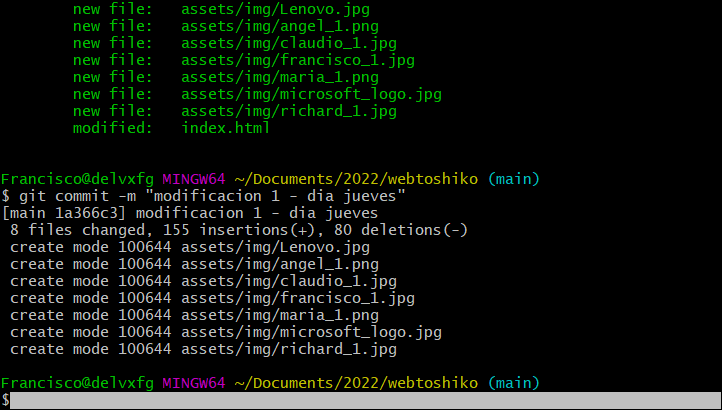 new file:   assets/img/Lenovo.jpg
new file:   assets/img/angel_1.png
new file:   assets/img/claudio_1.jpg
new file:   assets/img/francisco_1.jpg
new file:   assets/img/maria_1.png
new file:   assets/img/microsoft_logo.jpg
new file:   assets/img/richard_1.jpg
modified:   index.html
Francisco@delvxfg MINGW64 ~/Documents/2022/webtoshiko (main)
$ git commit -m "modificacion 1 - dia jueves"
[main 1a366c3] modificacion 1 - dia jueves
 8 files changed, 155 insertions(+), 80 deletions(-)
 create mode 100644 assets/img/Lenovo.jpg
 create mode 100644 assets/img/angel_1.png
 create mode 100644 assets/img/claudio_1.jpg
 create mode 100644 assets/img/francisco_1.jpg
 create mode 100644 assets/img/maria_1.png
 create mode 100644 assets/img/microsoft_logo.jpg
 create mode 100644 assets/img/richard_1.jpg
Francisco@delvxfg MINGW64 ~/Documents/2022/webtoshiko (main)
$